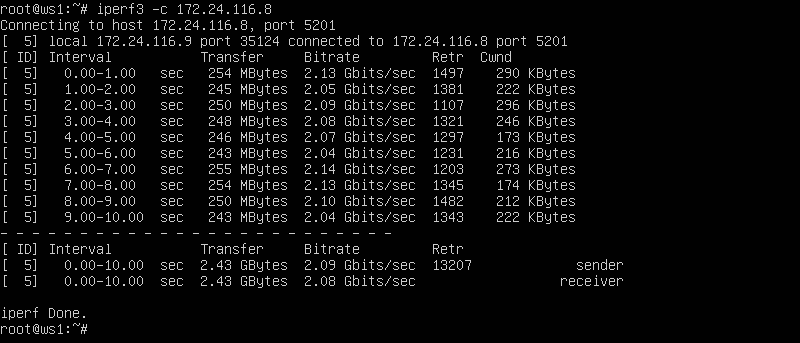 root@ws1:~# iperf3 -c 172.24.116.8
Connecting to host 172.24.116.8, port 5201
[  5] local 172.24.116.9 port 35124 connected to 172.24.116.8 port 5201
[ ID] Interval           Transfer     Bitrate         Retr  Cwnd
[  5]   0.00-1.00   sec   254 MBytes  2.13 Gbits/sec  1497    290 KBytes
[  5]   1.00-2.00   sec   245 MBytes  2.05 Gbits/sec  1381    222 KBytes
[  5]   2.00-3.00   sec   250 MBytes  2.09 Gbits/sec  1107    296 KBytes
[  5]   3.00-4.00   sec   248 MBytes  2.08 Gbits/sec  1321    246 KBytes
[  5]   4.00-5.00   sec   246 MBytes  2.07 Gbits/sec  1297    173 KBytes
[  5]   5.00-6.00   sec   243 MBytes  2.04 Gbits/sec  1231    216 KBytes
[  5]   6.00-7.00   sec   255 MBytes  2.14 Gbits/sec  1203    273 KBytes
[  5]   7.00-8.00   sec   254 MBytes  2.13 Gbits/sec  1345    174 KBytes
[  5]   8.00-9.00   sec   250 MBytes  2.10 Gbits/sec  1482    212 KBytes
[  5]   9.00-10.00  sec   243 MBytes  2.04 Gbits/sec  1343    222 KBytes
- - - - - - - - - - - - - - - - - - - - - - - - -
[ ID] Interval           Transfer     Bitrate         Retr
[  5]   0.00-10.00  sec  2.43 GBytes  2.09 Gbits/sec  13207             sender
[  5]   0.00-10.00  sec  2.43 GBytes  2.08 Gbits/sec                  receiver

iperf Done.
root@ws1:~#